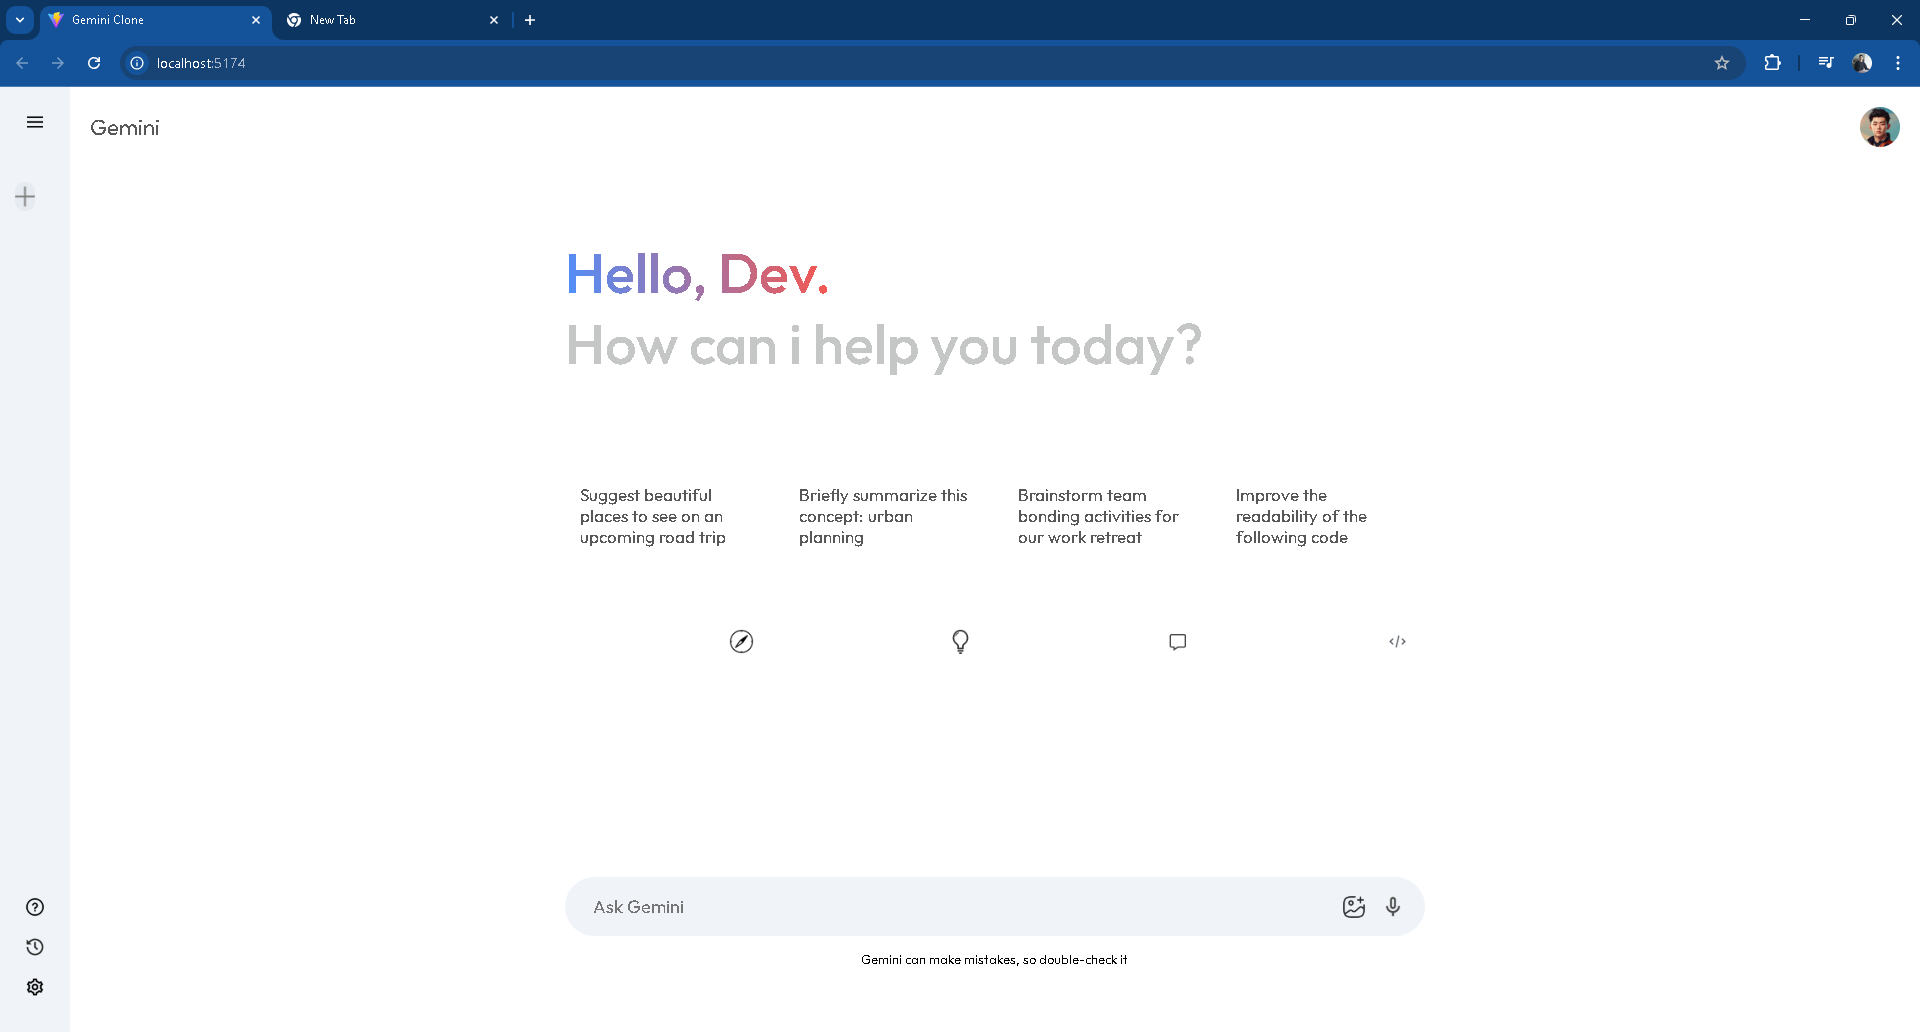 Gemini Clone
New Tab
localhost:5174
Gemini
Hello, Dev.
How can i help you today?
Suggest beautiful
places to see on an
upcoming road trip
Briefly summarize this
concept: urban
planning
Brainstorm team
bonding activities for
our work retreat
Improve the
readability of the
following code
Ask Gemini
Gemini can make mistakes, so double-check it